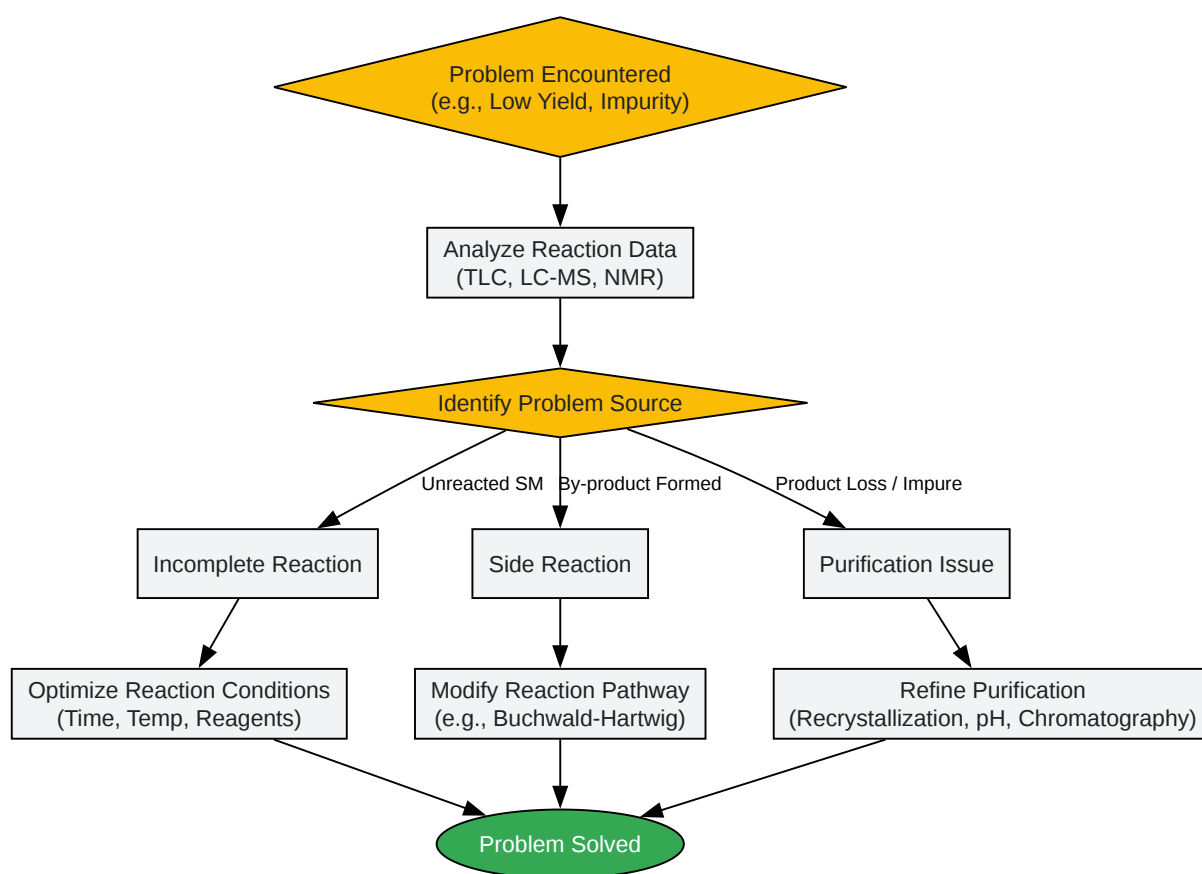 Problem Encountered
(e.g., Low Yield, Impurity)
Analyze Reaction Data
(TLC, LC-MS, NMR)
Identify Problem Source
Unreacted SM
By-product Formed
Product Loss / Impure
Incomplete Reaction
Side Reaction
Purification Issue
Optimize Reaction Conditions
(Time, Temp, Reagents)
Modify Reaction Pathway
(e.g., Buchwald-Hartwig)
Refine Purification
(Recrystallization, pH, Chromatography)
Problem Solved